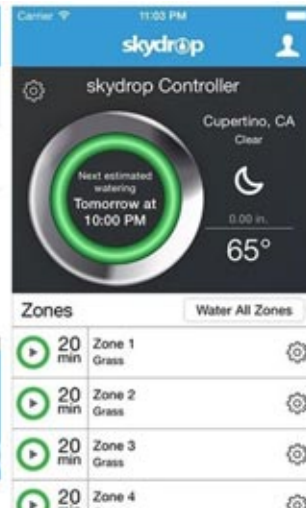 Carrier 11:03 PM
skydrop
skydrop Controller
Cupertino, CA
Clear
Next estimated
watering
Tomorrow at
10:00 PM
0.00 in.
65°
Zones Water All Zones
20 min Zone 1
Grass
20 min Zone 2
Grass
20 min Zone 3
Grass
20 min Zone 4
Grass